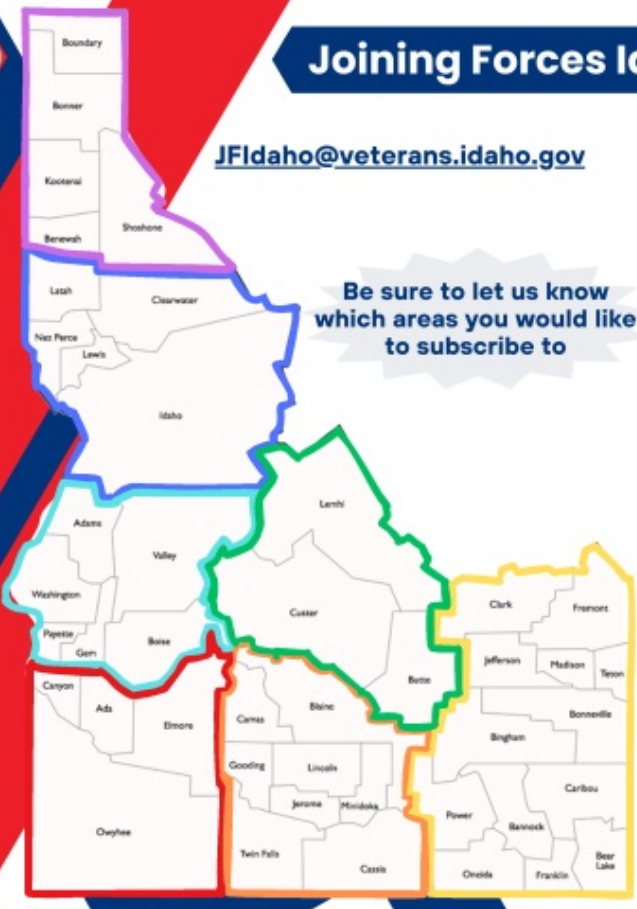 Joining Forces Id
JFIdaho@veterans.idaho.gov
Be sure to let us know
which areas you would like
to subscribe to
Boundary
Bonner
Kootenai
Shoshone
Benewah
Latah
Clearwater
Nez Perce
Lewis
Idaho
Lemhi
Adams
Valley
Washington
Custer
Clark
Fremont
Payette
Boise
Gem
Butte
Jefferson
Madison
Teton
Canyon
Ada
Elmore
Camas
Blaine
Bonneville
Bingham
Gooding
Lincoln
Caribou
Jerome
Minidoka
Power
Bannock
Owyhee
Twin Falls
Cassia
Oneida
Franklin
Bear
Lake